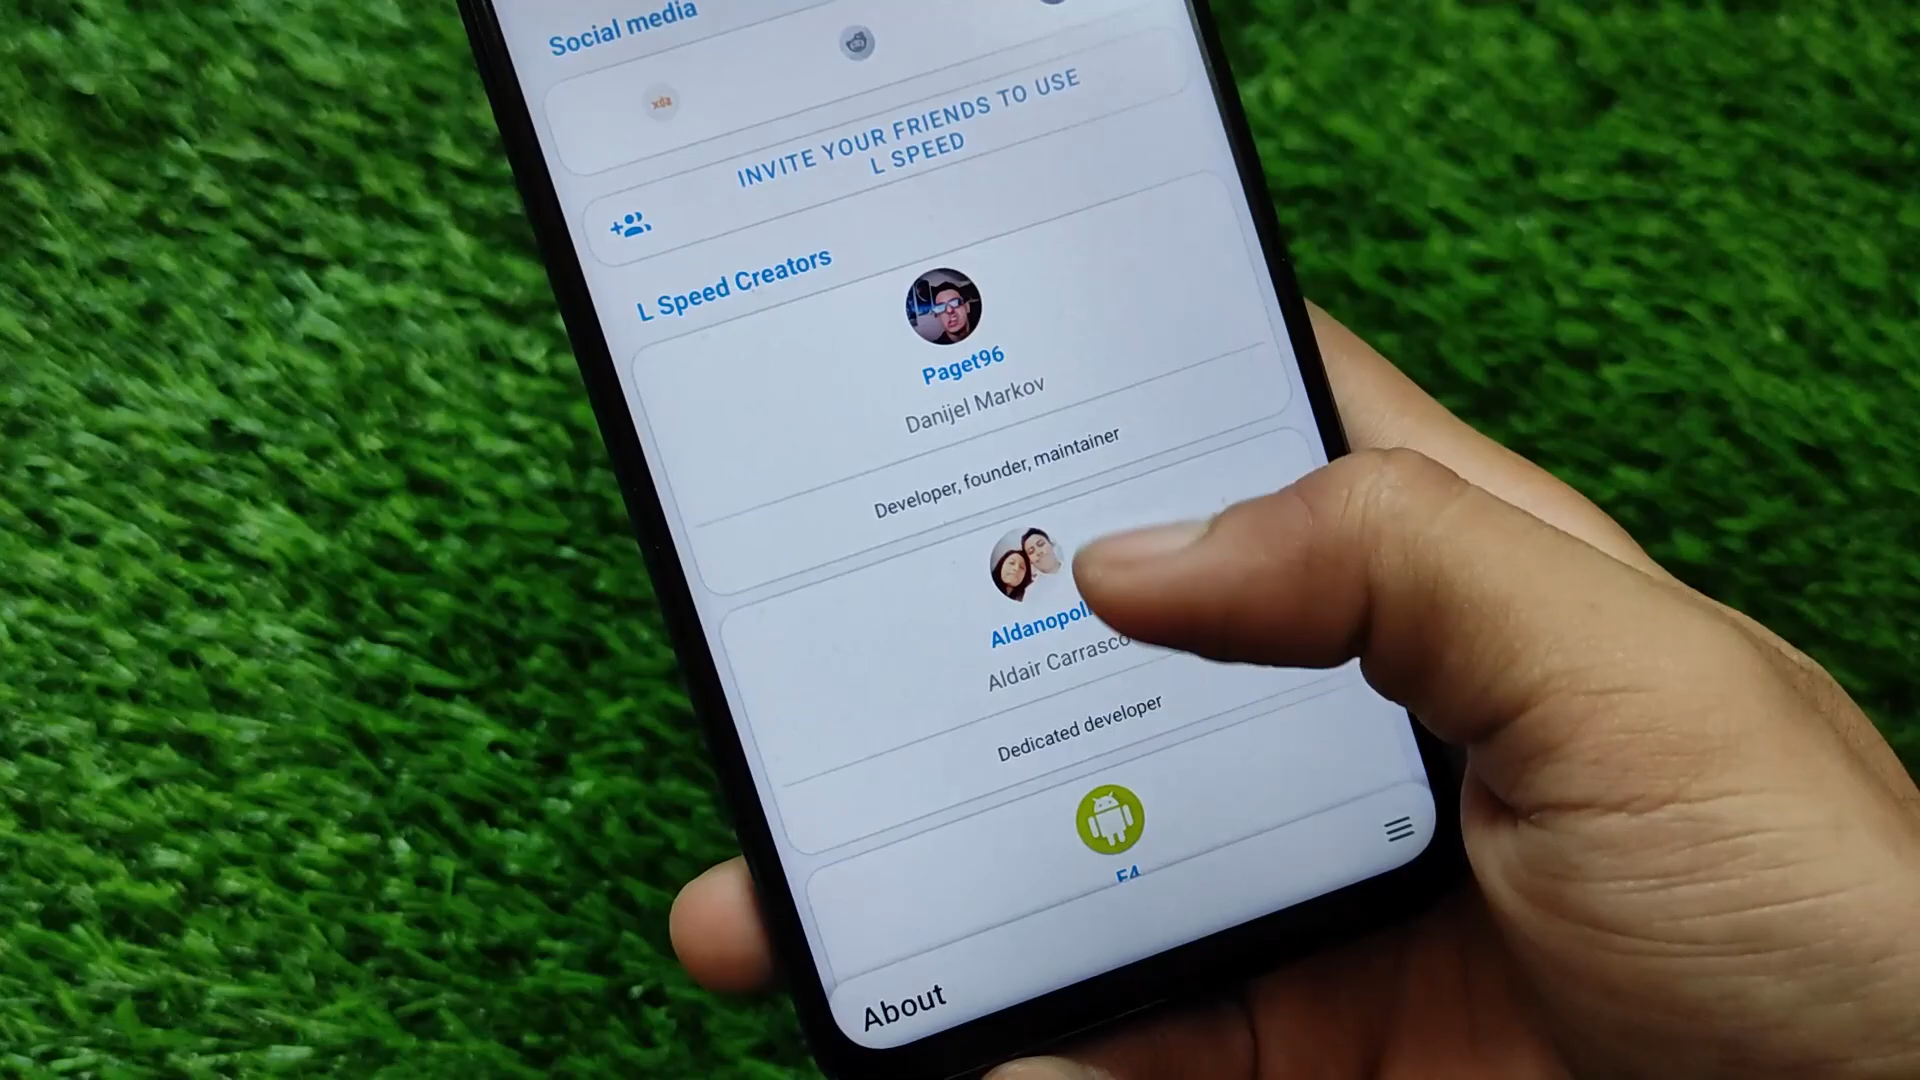 Social media
xda
INVITE YOUR FRIENDS TO USE
L SPEED
L Speed Creators
Paget96
Danijel Markov
Developer, founder, maintainer
Aldair Carrasco
Dedicated developer
About